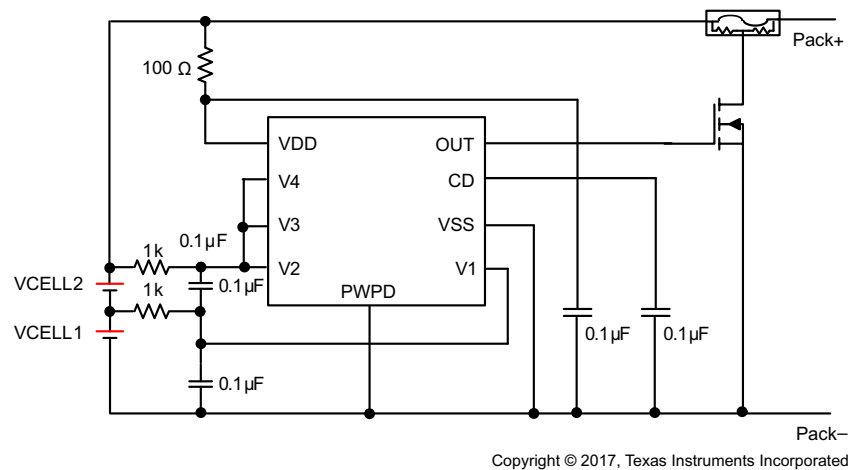 Pack+
100 Ω
VDD
OUT
V4
CD
V3
VSS
0.1µF
1k
V2
V1
VCELL2
0.1µF
1k
PWPD
VCELL1
0.1µF
0.1µF
0.1µF
Pack–
Copyright © 2017, Texas Instruments Incorporated